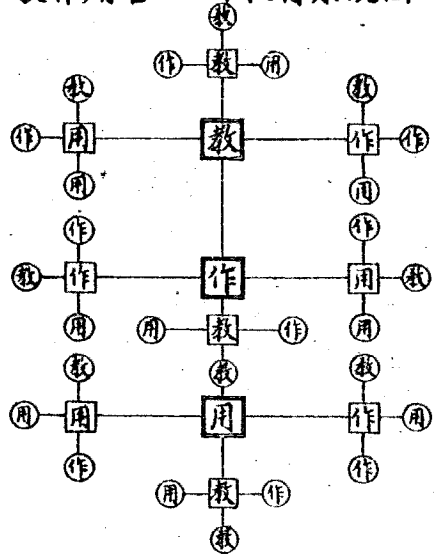 教
作 教 用
教 教
作 用 教 作 作
用 用
作 作
教 作 作 用 教
用 用 教 作 用
教 教 教
用 用 用 作 用
作 作
用 教 作
教